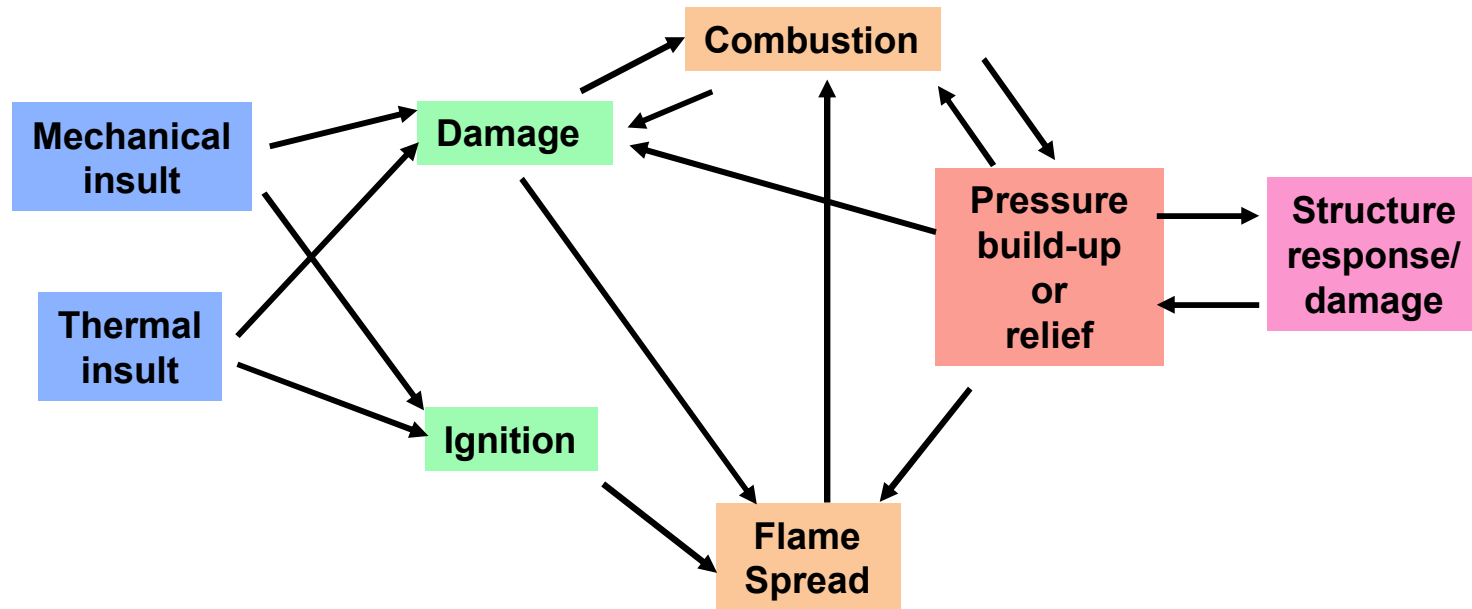 Combustion
Mechanical
insult
Damage
Pressure
build-up
or
relief
Structure
response/
damage
Thermal
insult
Ignition
Flame
Spread